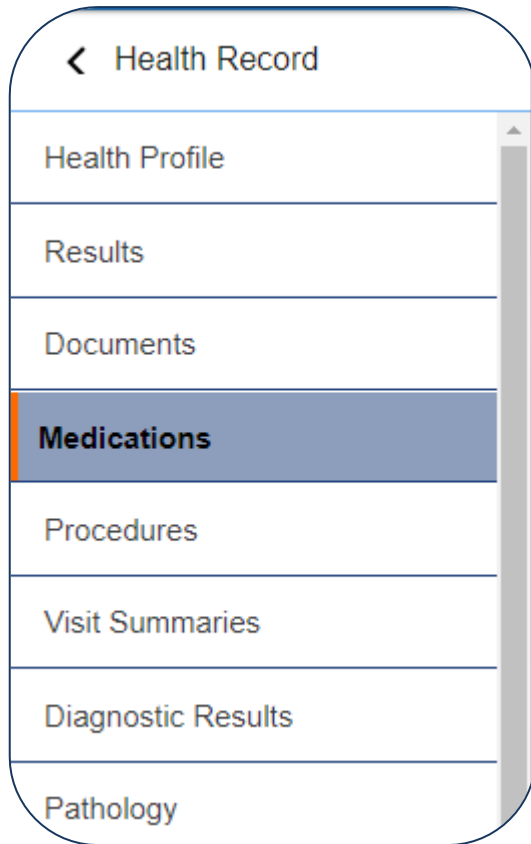 Health Record
Health Profile
Results
Documents
Medications
Procedures
Visit Summaries
Diagnostic Results
Pathology